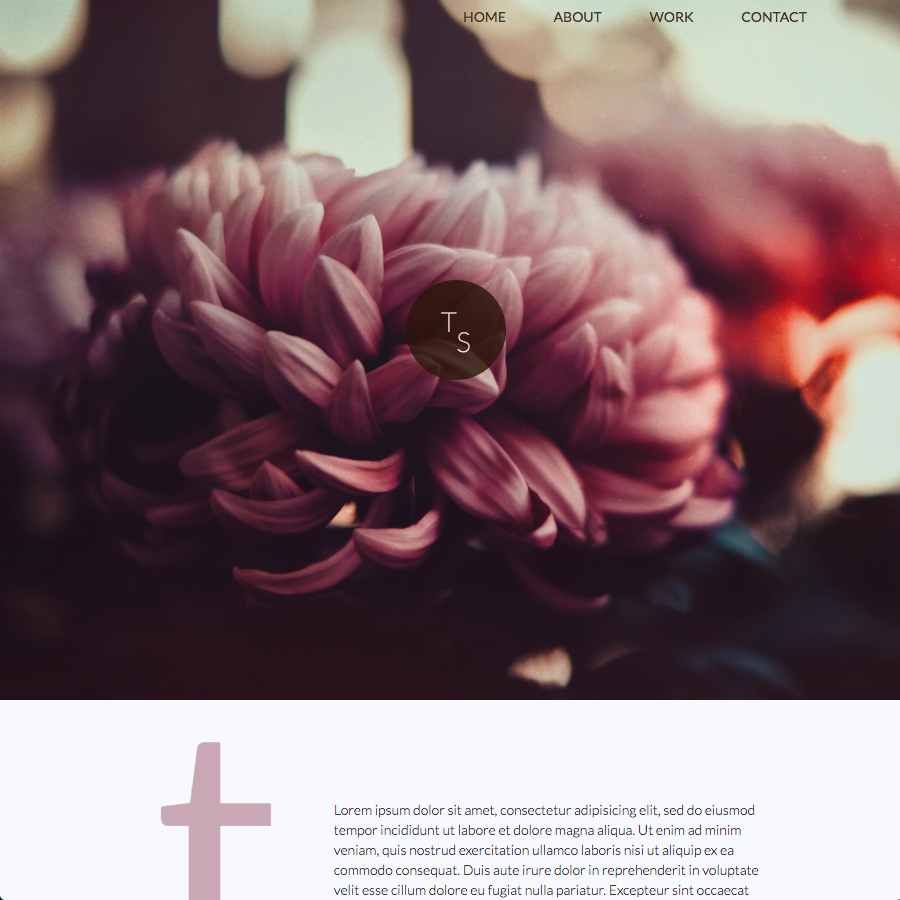 HOME ABOUT WORK CONTACT
T
S
t
Lorem ipsum dolor sit amet, consectetur adipisicing elit, sed do eiusmod
tempor incididunt ut labore et dolore magna aliqua. Ut enim ad minim
veniam, quis nostrud exercitation ullamco laboris nisi ut aliquip ex ea
commodo consequat. Duis aute irure dolor in reprehenderit in voluptate
velit esse cillum dolore eu fugiat nulla pariatur. Excepteur sint occaecat